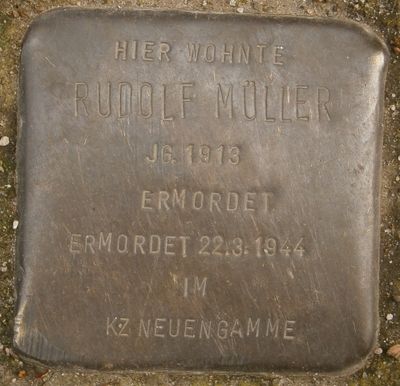 HIER WOHNTE
RUDOLF MÜLLER
JG. 1913
ERMORDET
ERMORDET 22.3.1944
IM
KZ NEUENGAMME